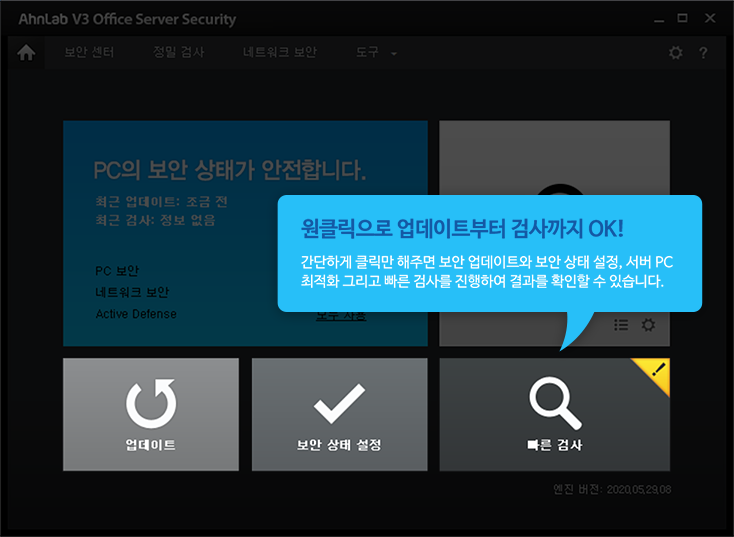 AhnLab V3 Office Server Security
보안 센터 정밀 검사 네트워크 보안 도구
?
PC의 보안 상태가 안전합니다.
최근 업데이트: 조금 전
최근 검사: 정보 없음
원클릭으로 업데이트부터 검사까지 OK!
간단하게 클릭만 해주면 보안 업데이트와 보안 상태 설정, 서버 PC
최적화 그리고 빠른 검사를 진행하여 결과를 확인할 수 있습니다.
PC 보안
네트워크 보안
Active Defense 모두 사용
업데이트 보안 상태 설정 빠른 검사
엔진 버전: 2020.05.29.08